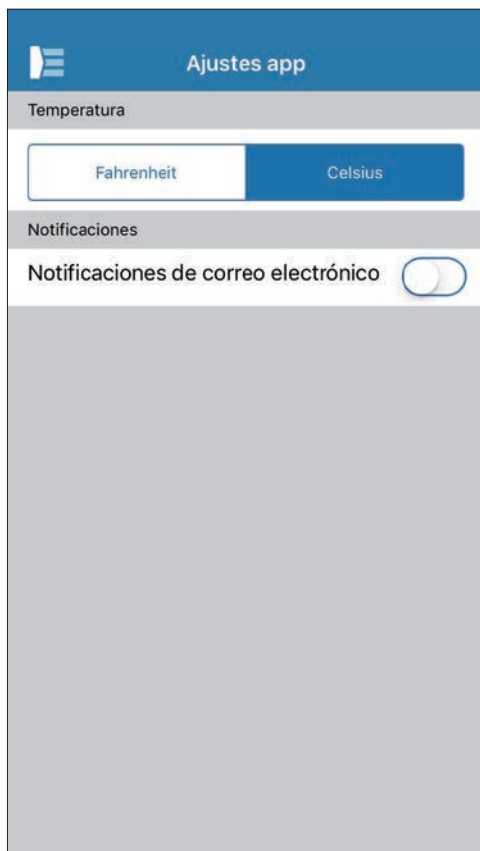 Ajustes app
Temperatura
Fahrenheit Celsius
Notificaciones
Notificaciones de correo electrónico